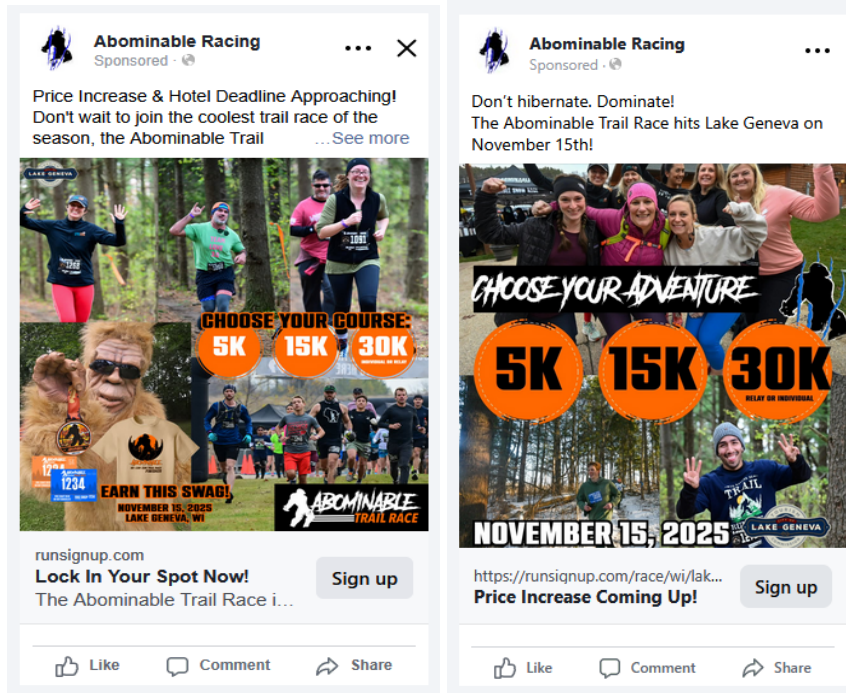 Abominable Racing
Sponsored ·
Price Increase & Hotel Deadline Approaching!
Don't wait to join the coolest trail race of the
season, the Abominable Trail ...See more
LAKE GENEVA
1091
CHOOSE YOUR COURSE:
5K 15K 30K
INDIVIDUAL OR RELAY
1234
1234
EARN THIS SWAG!
NOVEMBER 15, 2025
LAKE GENEVA, WI
ABOMINABLE
TRAIL RACE
runsignup.com
Lock In Your Spot Now!
The Abominable Trail Race i...
Sign up
Like Comment Share
Abominable Racing
Sponsored ·
Don't hibernate. Dominate!
The Abominable Trail Race hits Lake Geneva on
November 15th!
CHOOSE YOUR ADVENTURE
5K 15K 30K
RELAY OR INDIVIDUAL
TRAIL
NOVEMBER 15, 2025
LAKE GENEVA
https://runsignup.com/race/wi/lak...
Price Increase Coming Up!
Sign up
Like Comment Share